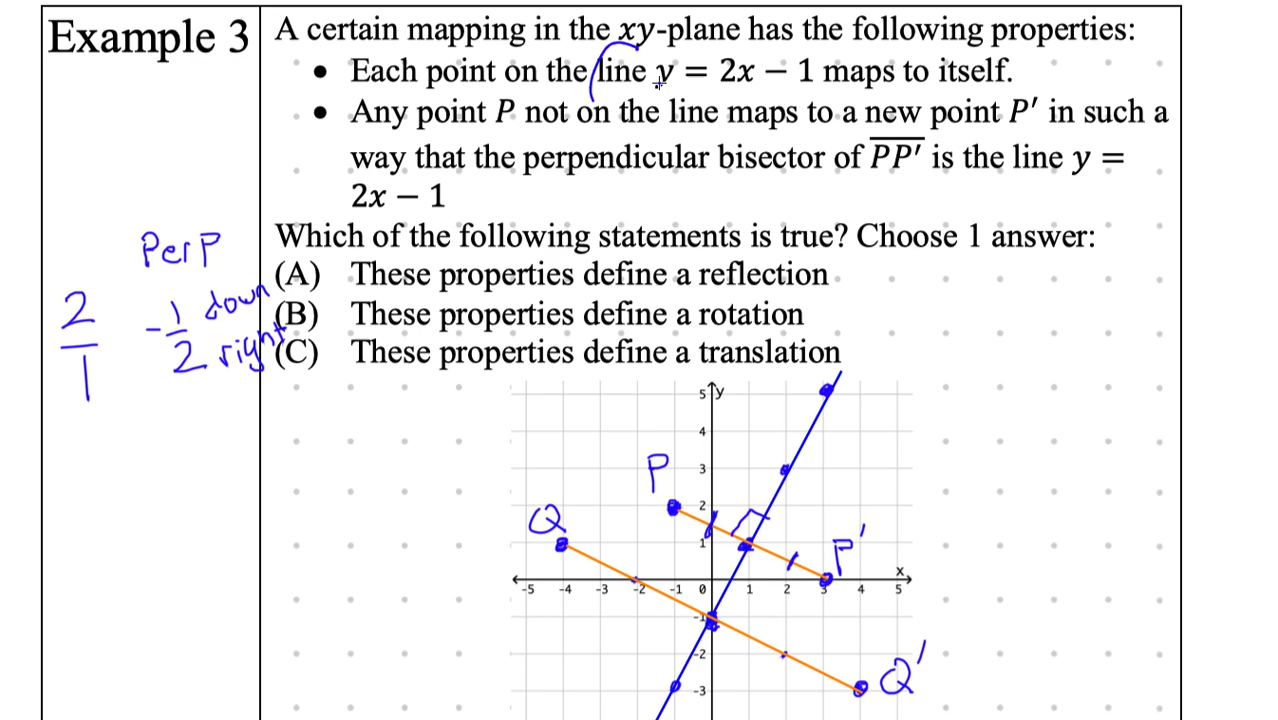 Example 3
A certain mapping in the xy-plane has the following properties:
• Each point on the line y = 2x − 1 maps to itself.
• Any point P not on the line maps to a new point P′ in such a
way that the perpendicular bisector of PP′ is the line y =
2x − 1
Which of the following statements is true? Choose 1 answer:
(A) These properties define a reflection
(B) These properties define a rotation
(C) These properties define a translation
PerP
2/1
-1/2 down
right
5 y
4
P 3
Q 2
1 P'
-5 -4 -3 -2 -1 0 1 2 3 4 5 x
-1
-2
Q'
-3